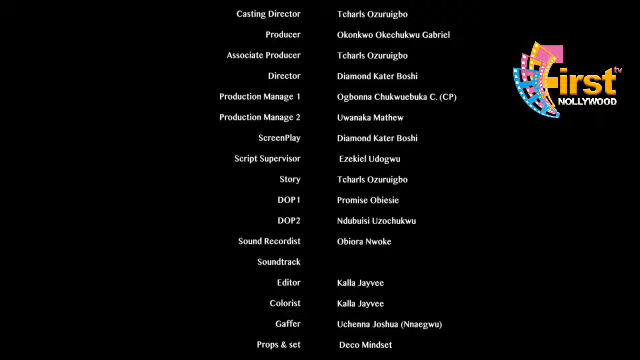 Casting Director Tcharls Ozuruigbo
Producer Okonkwo Okechukwu Gabriel
Associate Producer Tcharls Ozuruigbo
Director Diamond Kater Boshi
Production Manage 1 Ogbonna Chukwuebuka C. (CP)
Production Manage 2 Uwanaka Mathew
ScreenPlay Diamond Kater Boshi
Script Supervisor Ezekiel Udogwu
Story Tcharls Ozuruigbo
DOP1 Promise Obiesie
DOP2 Ndubuisi Uzochukwu
Sound Recordist Obiora Nwoke
Soundtrack
Editor Kalla Jayvee
Colorist Kalla Jayvee
Gaffer Uchenna Joshua (Nnaegwu)
Props & set Deco Mindset
First tv
NOLLYWOOD